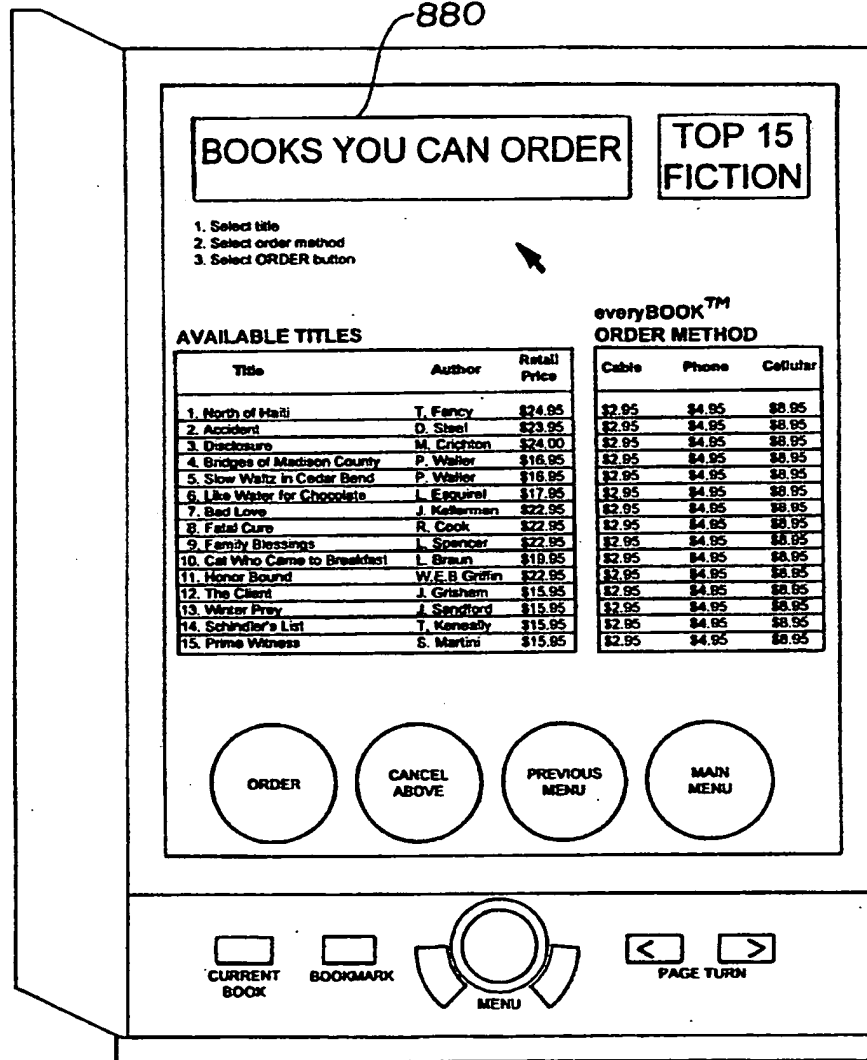 880
BOOKS YOU CAN ORDER
TOP 15
FICTION
1. Select title
2. Select order method
3. Select ORDER button
AVAILABLE TITLES
everyBOOK™
ORDER METHOD
Title Author Retail Price Cable Phone Cellular
1. North of Haiti T. Fancy $24.95 $2.95 $4.95 $8.95
2. Accident D. Steel $23.95 $2.95 $4.95 $8.95
3. Disclosure M. Crichton $24.00 $2.95 $4.95 $8.95
4. Bridges of Madison County P. Waller $16.95 $2.95 $4.95 $8.95
5. Slow Waltz in Cedar Bend P. Waller $16.95 $2.95 $4.95 $8.95
6. Like Water for Chocolate L. Esquirel $17.95 $2.95 $4.95 $8.95
7. Bad Love J. Kellerman $22.95 $2.95 $4.95 $8.95
8. Fatal Cure R. Cook $22.95 $2.95 $4.95 $8.95
9. Family Blessings L. Spencer $22.95 $2.95 $4.95 $8.95
10. Cat Who Came to Breakfast L. Braun $19.95 $2.95 $4.95 $8.95
11. Honor Bound W.E.B Griffin $22.95 $2.95 $4.95 $8.95
12. The Client J. Grisham $15.95 $2.95 $4.95 $8.95
13. Winter Prey J. Sandford $15.95 $2.95 $4.95 $8.95
14. Schindler's List T. Keneally $15.95 $2.95 $4.95 $8.95
15. Prime Witness S. Martini $15.95 $2.95 $4.95 $8.95
ORDER
CANCEL
ABOVE
PREVIOUS
MENU
MAIN
MENU
CURRENT
BOOK
BOOKMARK
MENU
< >
PAGE TURN